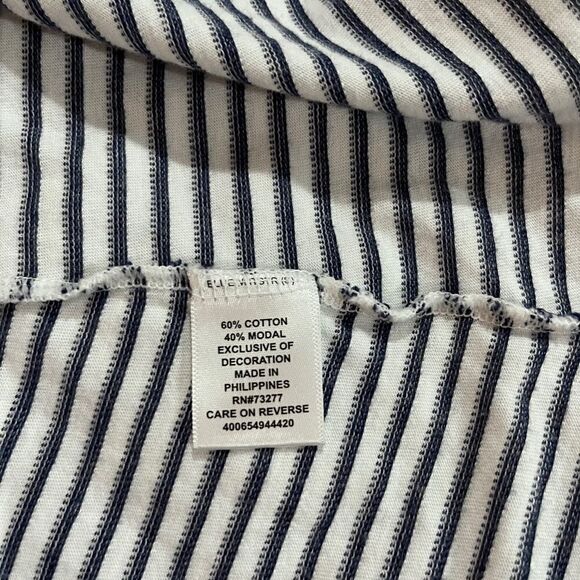 60% COTTON
40% MODAL
EXCLUSIVE OF
DECORATION
MADE IN
PHILIPPINES
RN#73277
CARE ON REVERSE
400654944420